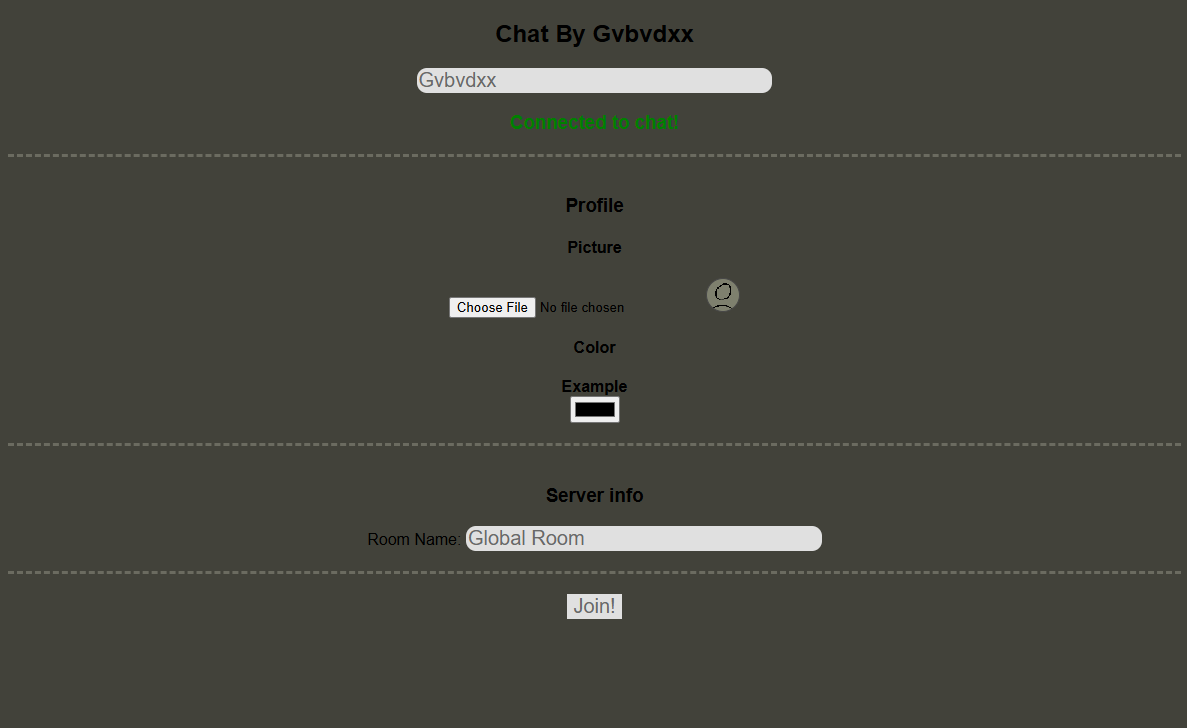 Chat By Gvbvdxx
Gvbvdxx
Connected to chat!
Profile
Picture
Choose File No file chosen
Color
Example
Server info
Room Name: Global Room
Join!